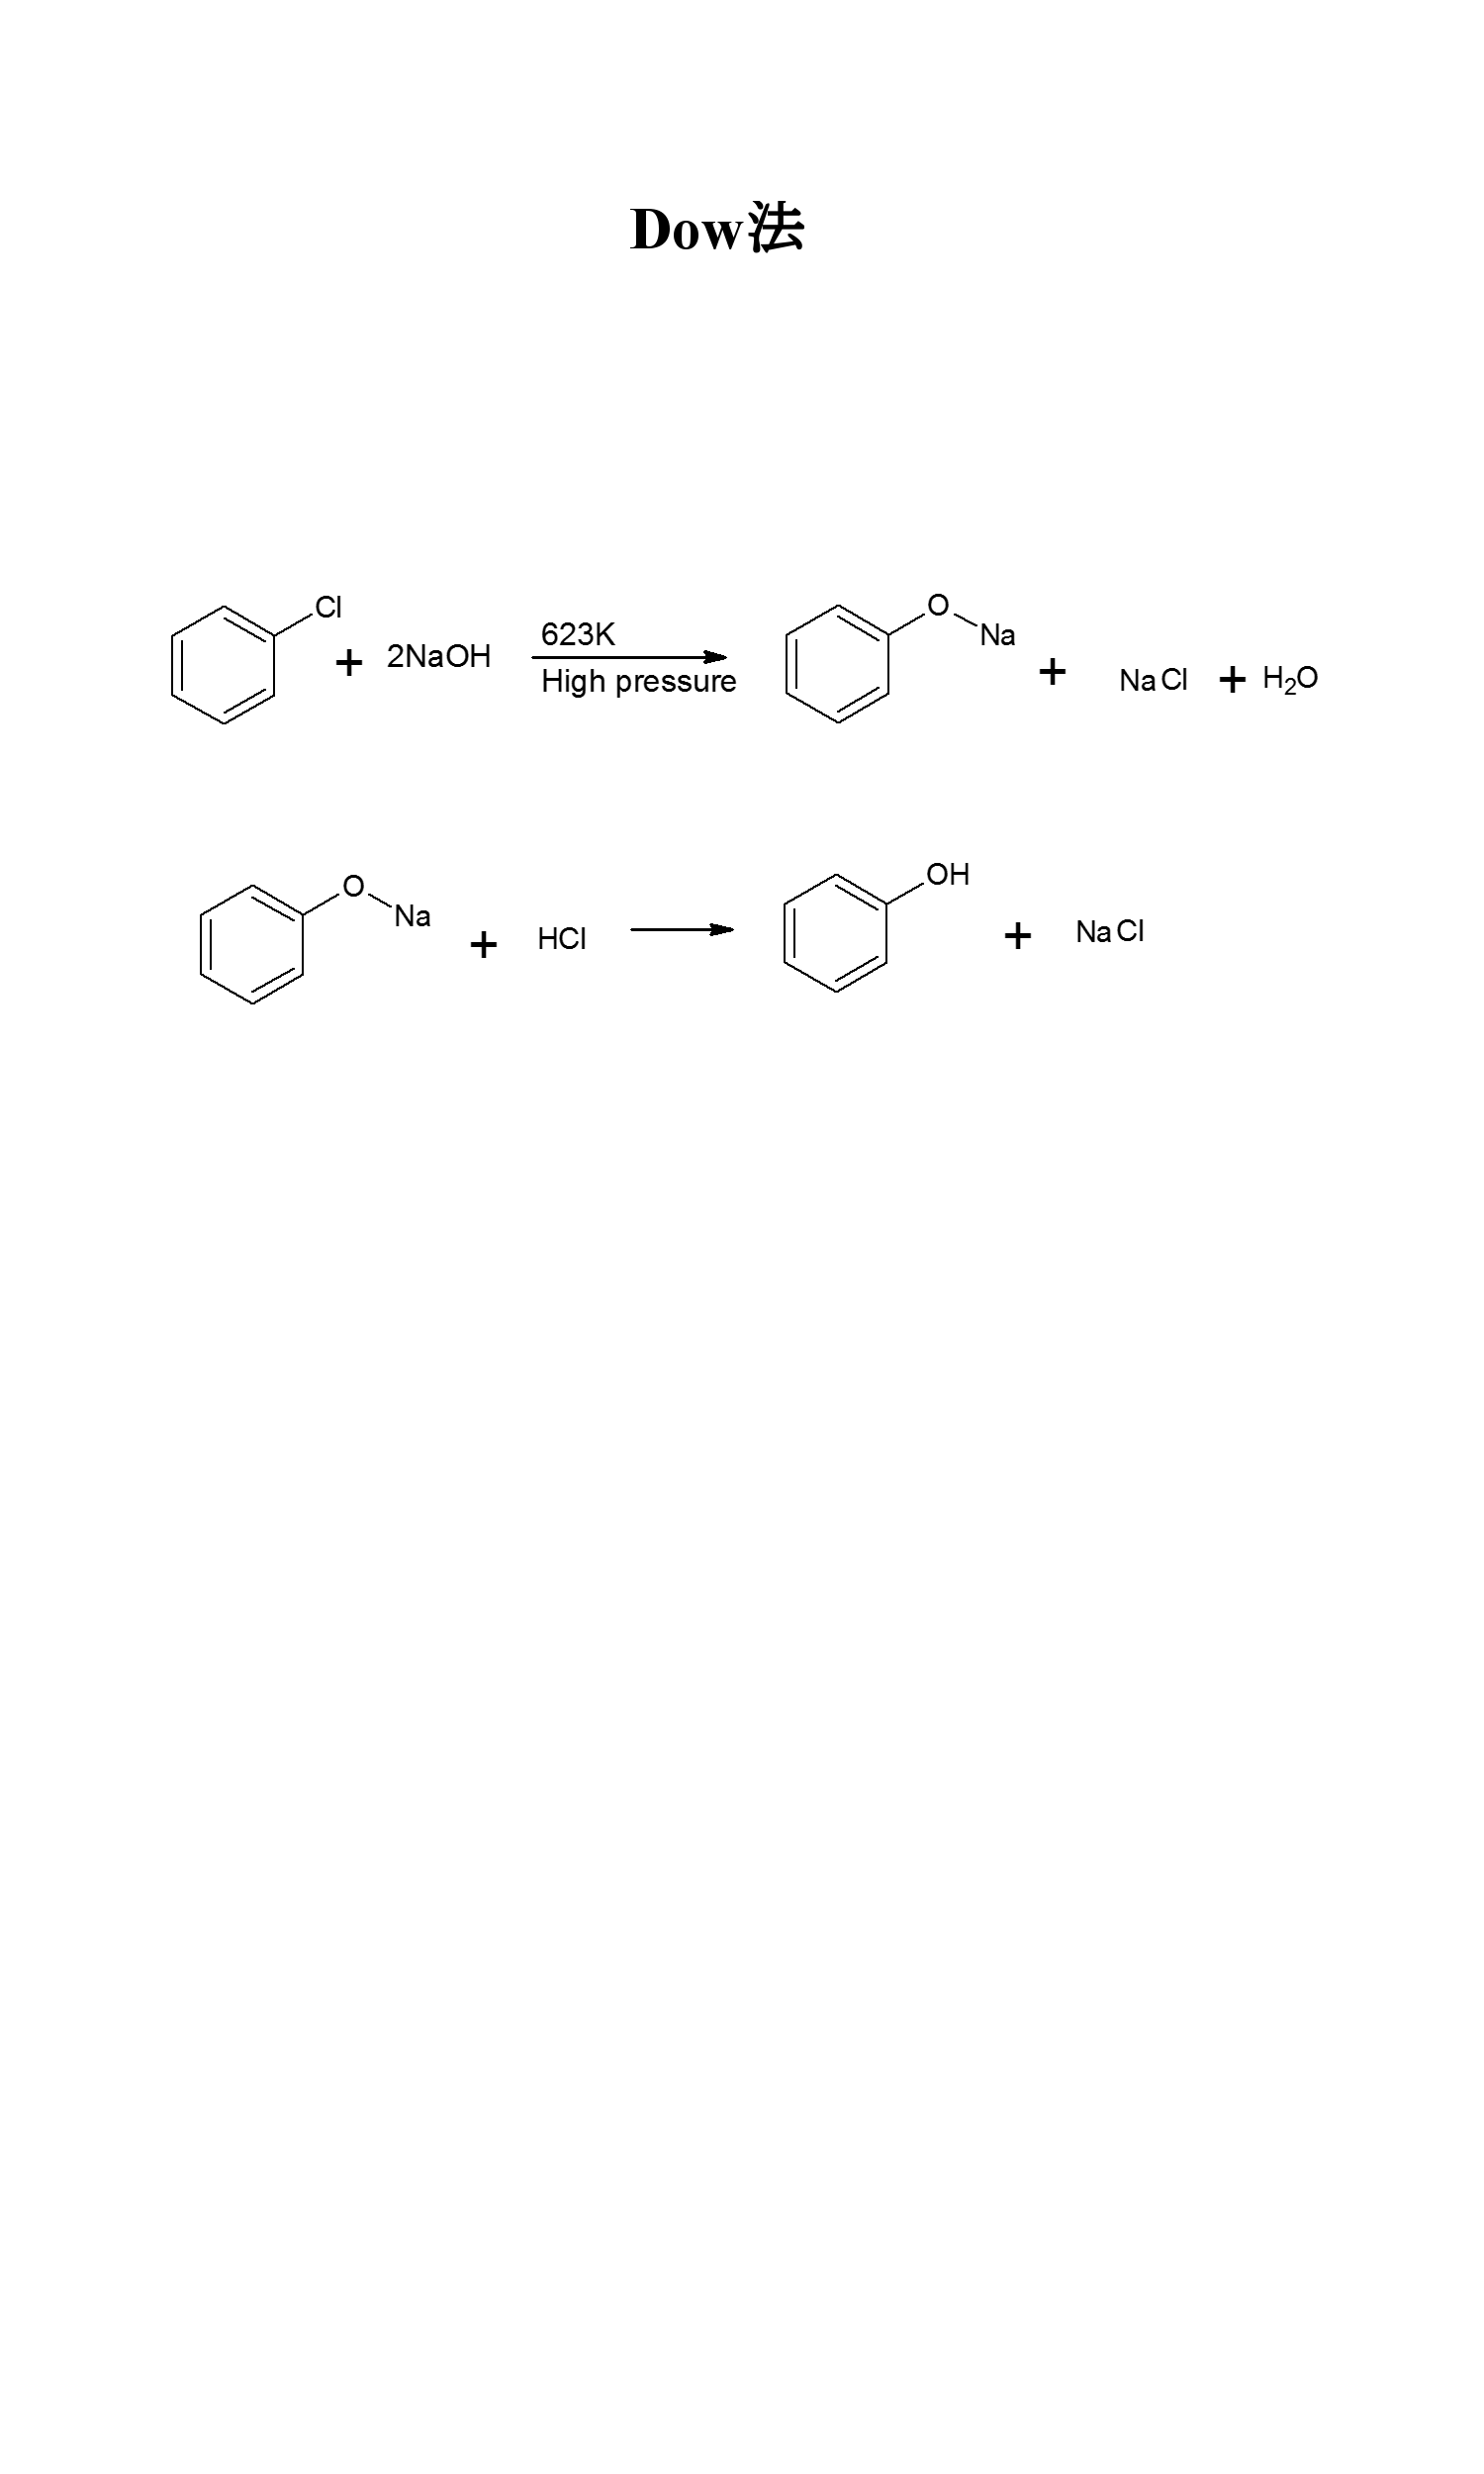 Dow法
Cl + 2NaOH 623K High pressure O Na + NaCl + H₂O
O Na + HCl OH + NaCl